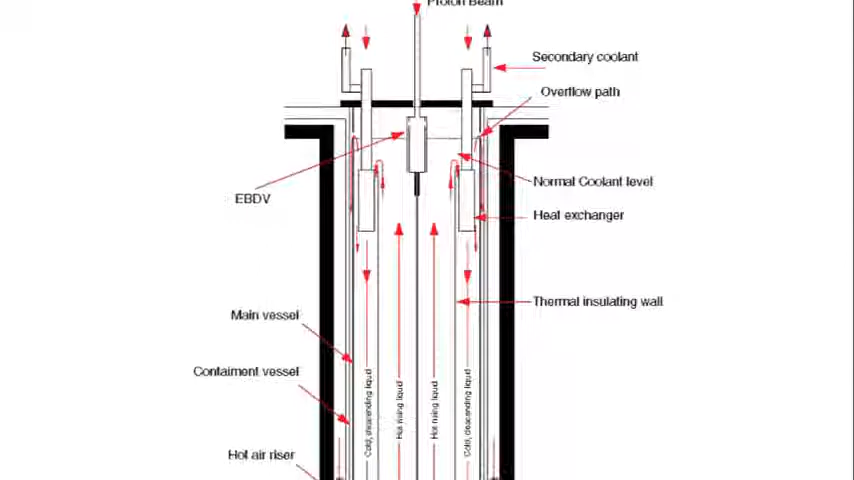 Proton Beam
Secondary coolant
Overflow path
Normal Coolant level
EBDV
Heat exchanger
Thermal insulating wall
Main vessel
Contaiment vessel
Cold, descending liquid
Hot rising liquid
Hot rising liquid
Cold, descending liquid
Hot air riser